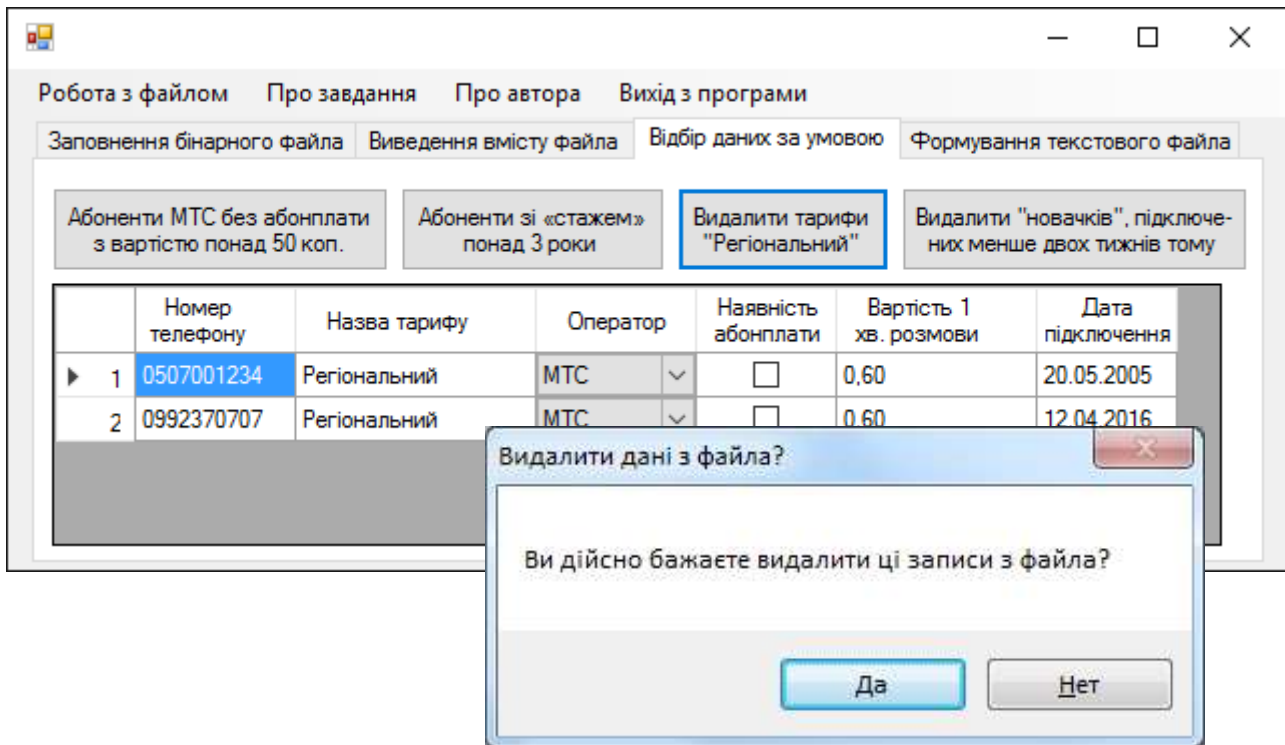 Робота з файлом Про завдання Про автора Вихід з програми
Заповнення бінарного файла Виведення вмісту файла Відбір даних за умовою Формування текстового файла
Абоненти МТС без абонплати
з вартістю понад 50 коп.
Абоненти зі «стажем»
понад 3 роки
Видалити тарифи
"Регіональний"
Видалити "новачків", підключе-
них менше двох тижнів тому
Номер
телефону
Назва тарифу
Оператор
Наявність
абонплати
Вартість 1
хв. розмови
Дата
підключення
1 0507001234 Регіональний МТС 0,60 20.05.2005
2 0992370707 Регіональний МТС 0,60 12.04.2016
Видалити дані з файла?
Ви дійсно бажаєте видалити ці записи з файла?
Да Нет